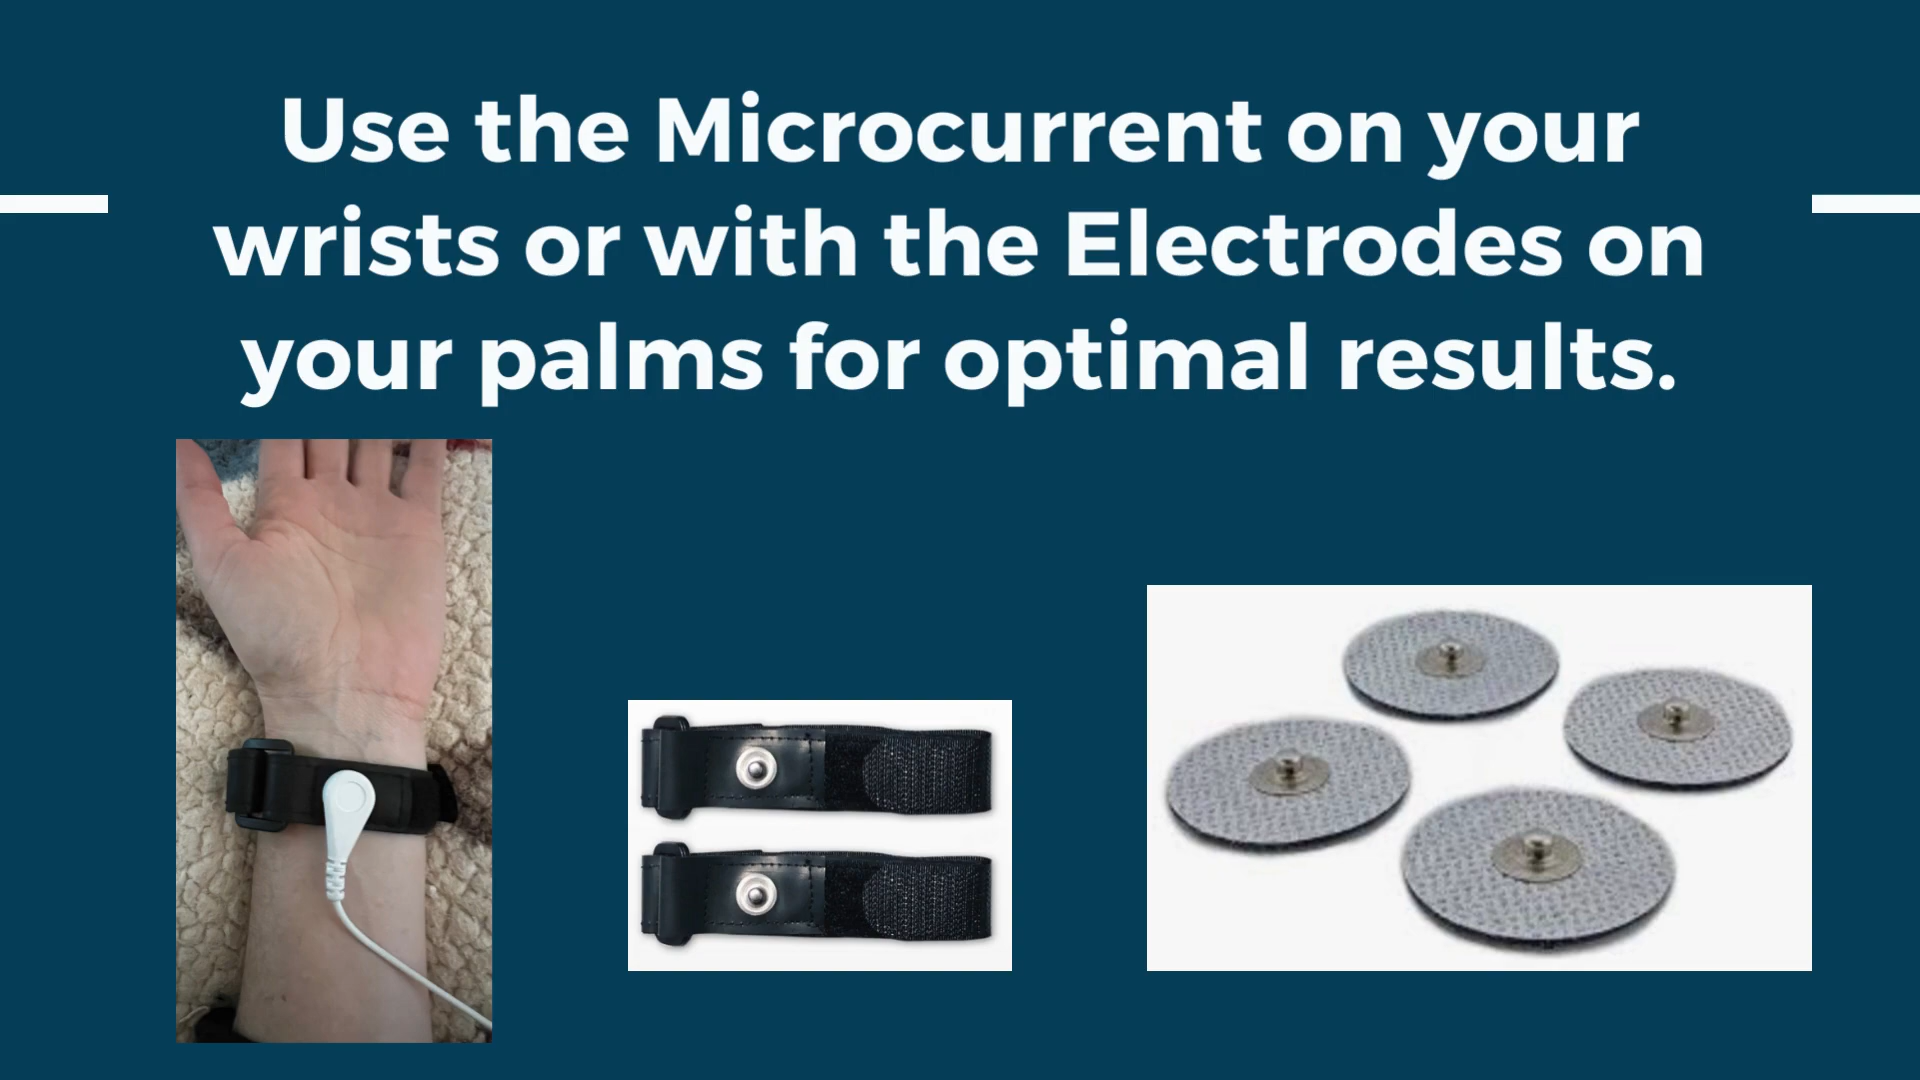 Use the Microcurrent on your
wrists or with the Electrodes on
your palms for optimal results.